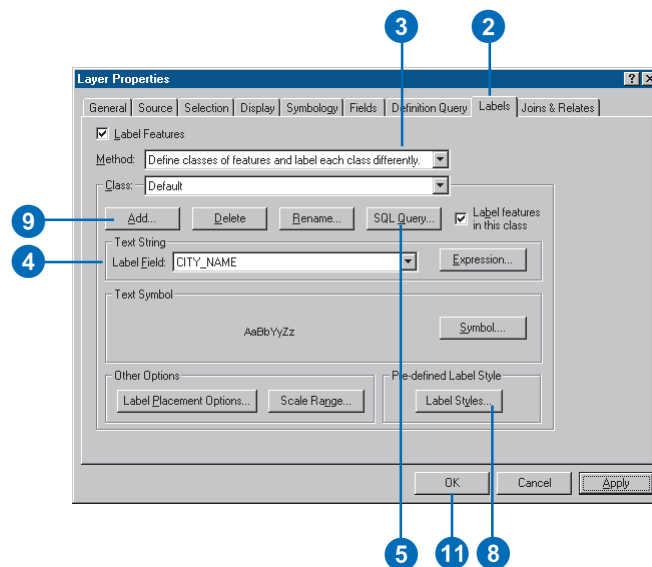 3 2
Layer Properties ? X
General Source Selection Display Symbology Fields Definition Query Labels Joins & Relates
Label Features
Method: Define classes of features and label each class differently.
Class: Default
9 Add... Delete Rename... SQL Query... Label features in this class
Text String
4 Label Field: CITY_NAME Expression...
Text Symbol
AaBbYyZz Symbol....
Other Options Pre-defined Label Style
Label Placement Options... Scale Range... Label Styles...
OK Cancel Apply
5 11 8